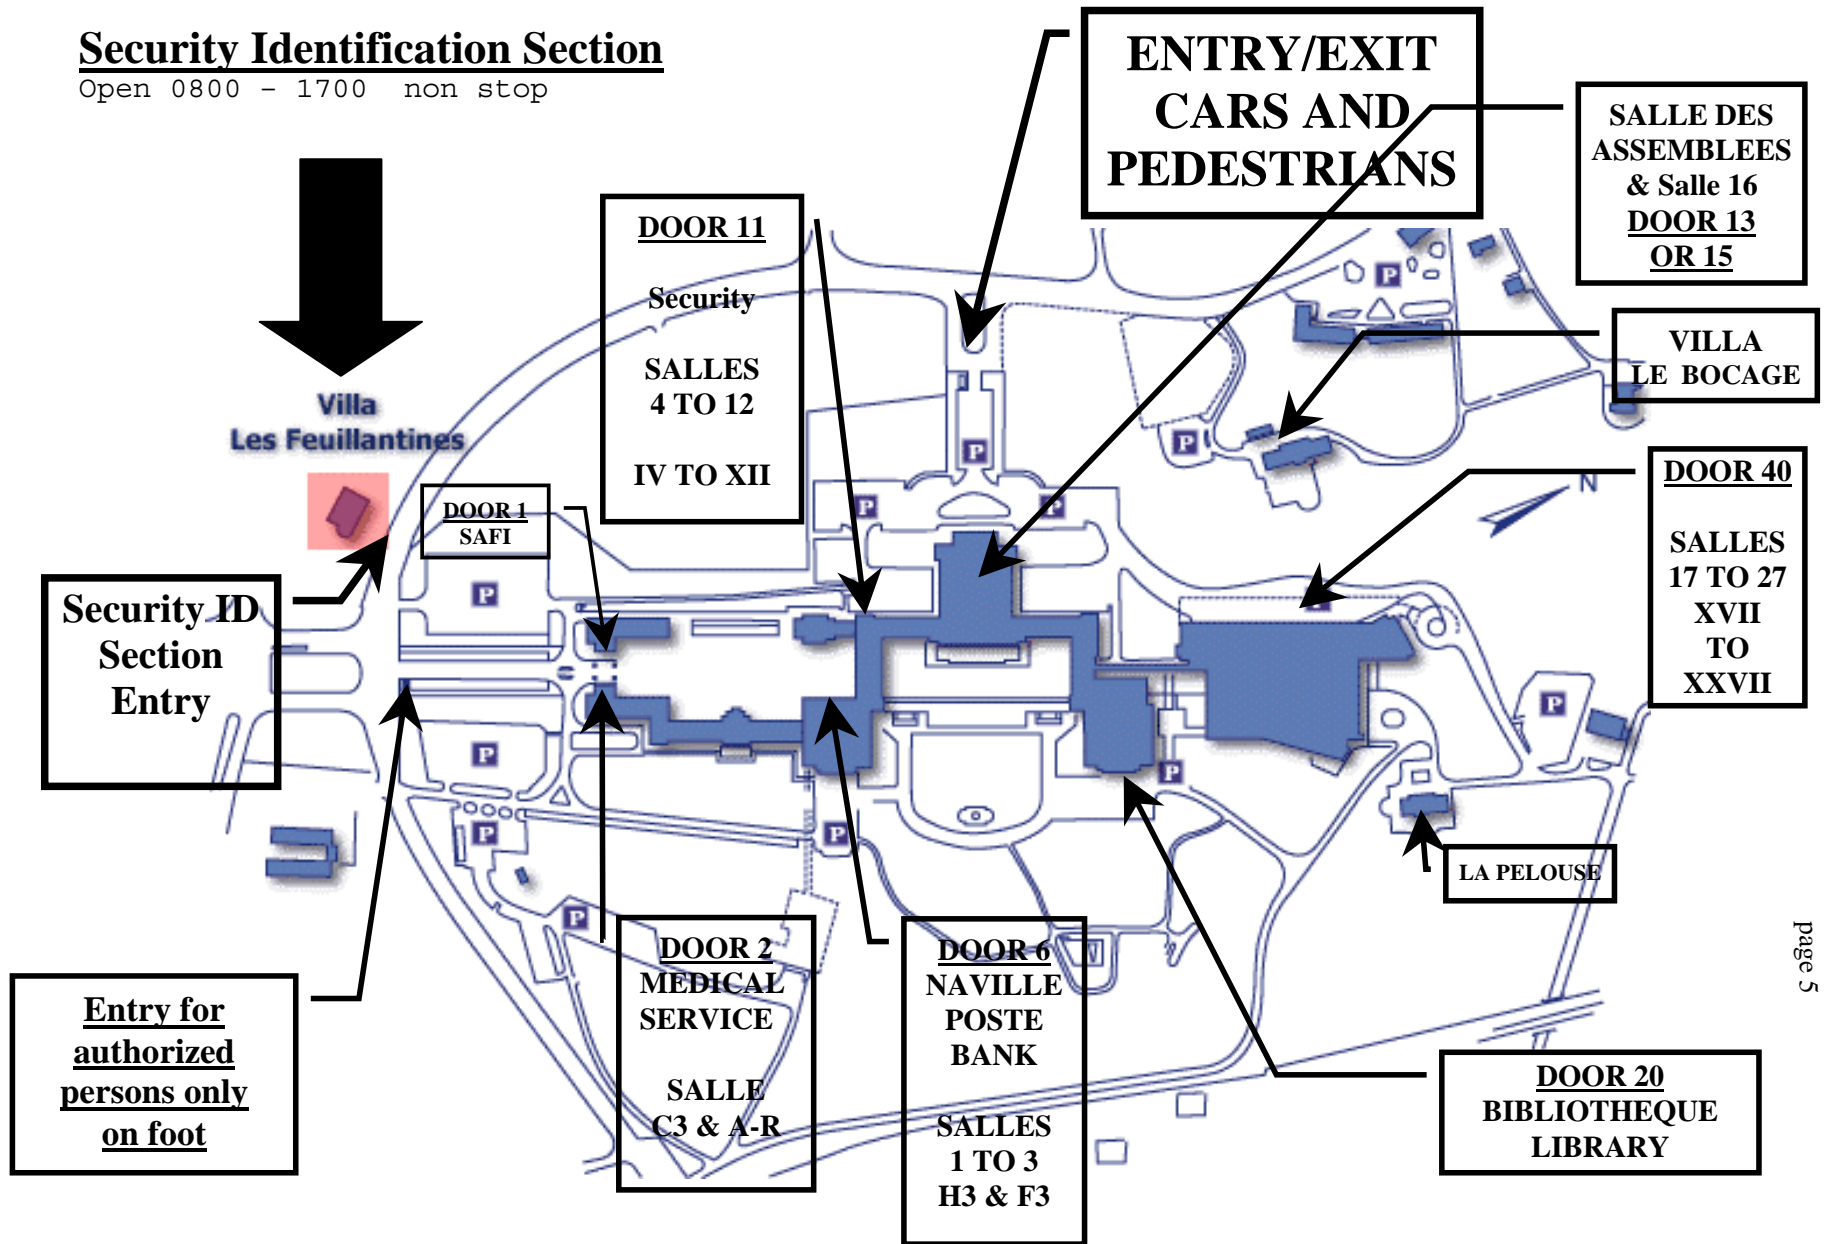 Security Identification Section
Open 0800 – 1700  non stop
ENTRY/EXIT
CARS AND
PEDESTRIANS
SALLE DES
ASSEMBLEES
& Salle 16
DOOR 13
OR 15
DOOR 11
Security
SALLES
4 TO 12
IV TO XII
VILLA
LE BOCAGE
Villa
Les Feuillantines
DOOR 1
SAFI
DOOR 40
SALLES
17 TO 27
XVII
TO
XXVII
N
P
P
P
P
P
P
P
P
P
P
P
P
P
P
Security ID
Section
Entry
LA PELOUSE
page 5
Entry for
authorized
persons only
on foot
DOOR 2
MEDICAL
SERVICE
SALLE
C3 & A-R
DOOR 6
NAVILLE
POSTE
BANK
SALLES
1 TO 3
H3 & F3
DOOR 20
BIBLIOTHEQUE
LIBRARY